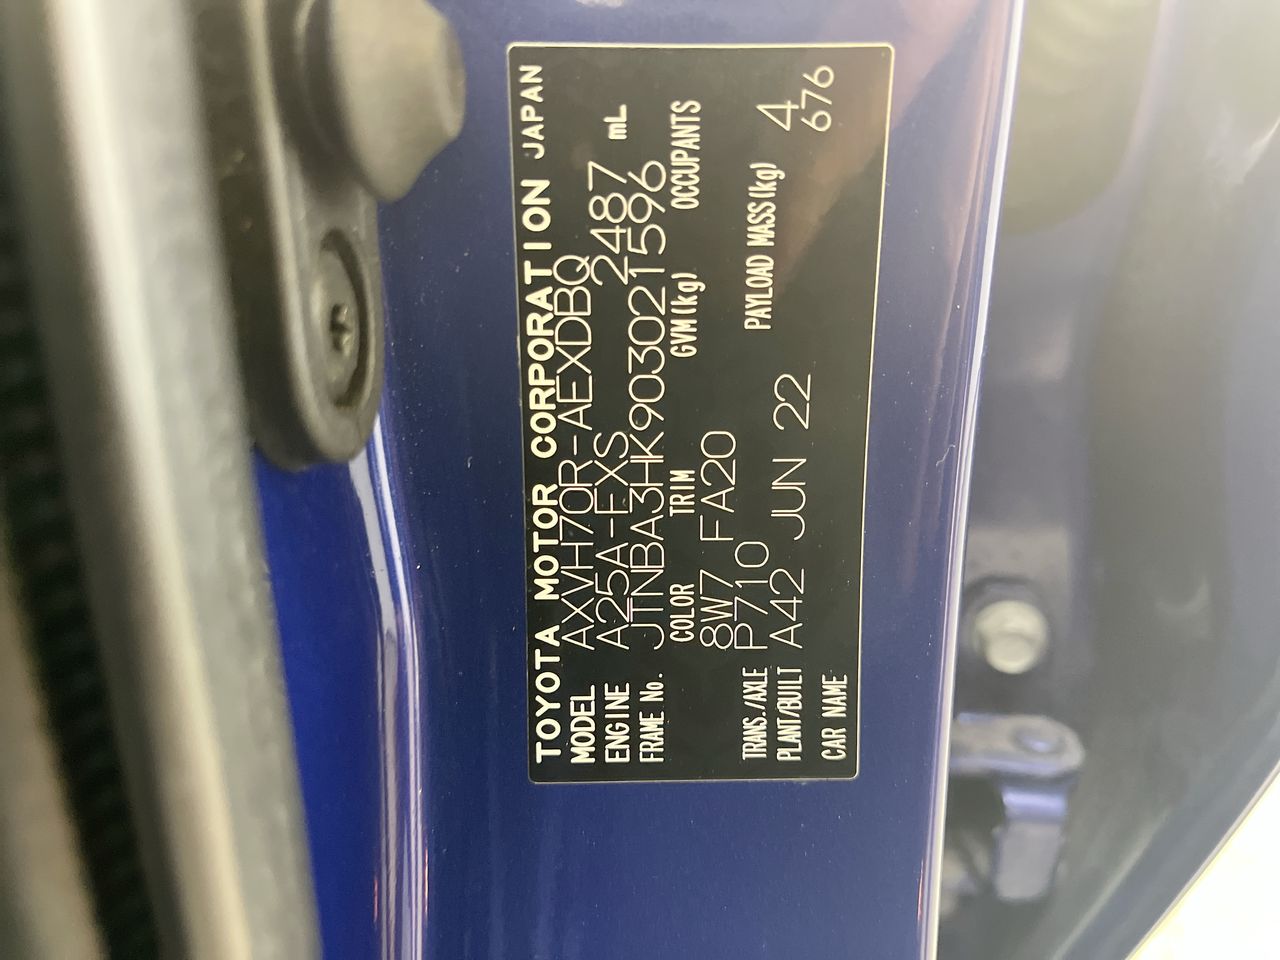 TOYOTA MOTOR CORPORATION JAPAN
MODEL AXVH70R-AEXDBQ
ENGINE A25A-FXS 2487 mL
FRAME No. JTNBA3HK903021596
COLOR TRIM GVM(kg) OCCUPANTS
8W7 FA20 4
TRANS./AXLE P710 PAYLOAD MASS(kg) 676
PLANT/BUILT A42 JUN 22
CAR NAME